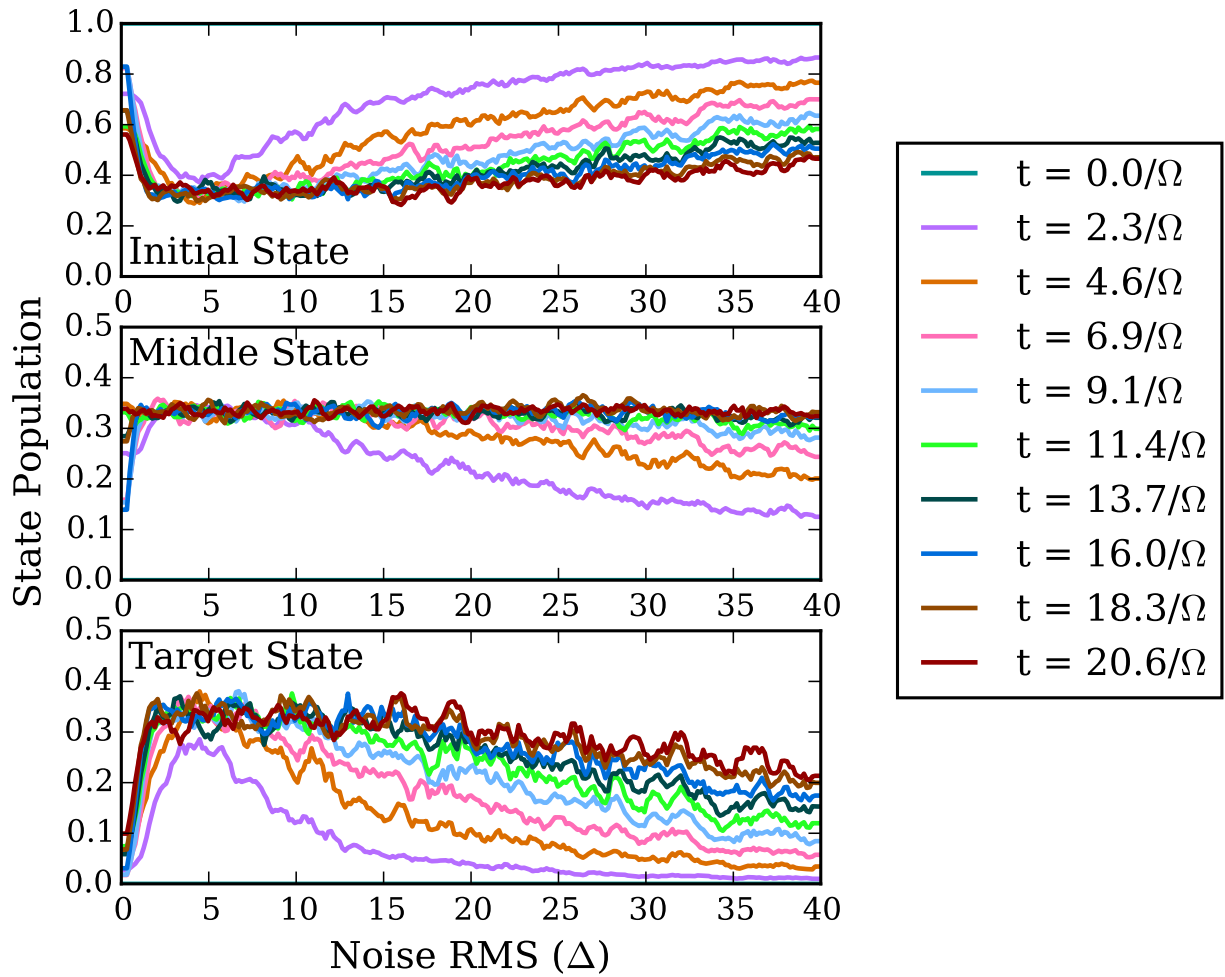 1.0
0.8
0.6
0.4
0.2
0.0
Initial State
0 5 10 15 20 25 30 35 40
0.5
0.4
0.3
0.2
0.1
0.0
Middle State
0 5 10 15 20 25 30 35 40
0.5
0.4
0.3
0.2
0.1
0.0
Target State
0 5 10 15 20 25 30 35 40
State Population
Noise RMS (Δ)
t = 0.0/Ω
t = 2.3/Ω
t = 4.6/Ω
t = 6.9/Ω
t = 9.1/Ω
t = 11.4/Ω
t = 13.7/Ω
t = 16.0/Ω
t = 18.3/Ω
t = 20.6/Ω